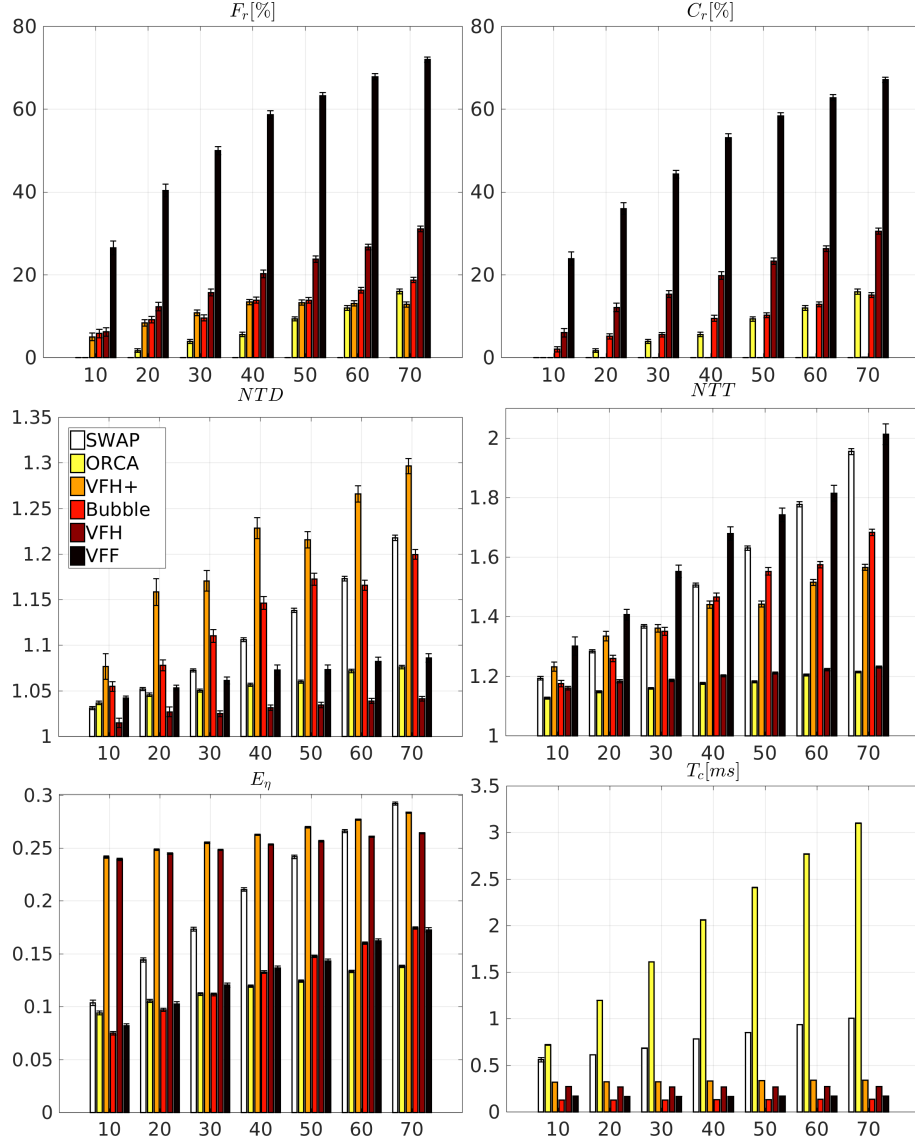 F_r[%]
80
60
40
20
0
10 20 30 40 50 60 70
C_r[%]
80
60
40
20
0
10 20 30 40 50 60 70
NTD
1.35
1.3
1.25
1.2
1.15
1.1
1.05
1
SWAP
ORCA
VFH+
Bubble
VFH
VFF
10 20 30 40 50 60 70
NTT
2
1.8
1.6
1.4
1.2
1
10 20 30 40 50 60 70
E_η
0.3
0.25
0.2
0.15
0.1
0.05
0
10 20 30 40 50 60 70
T_c[ms]
3.5
3
2.5
2
1.5
1
0.5
0
10 20 30 40 50 60 70